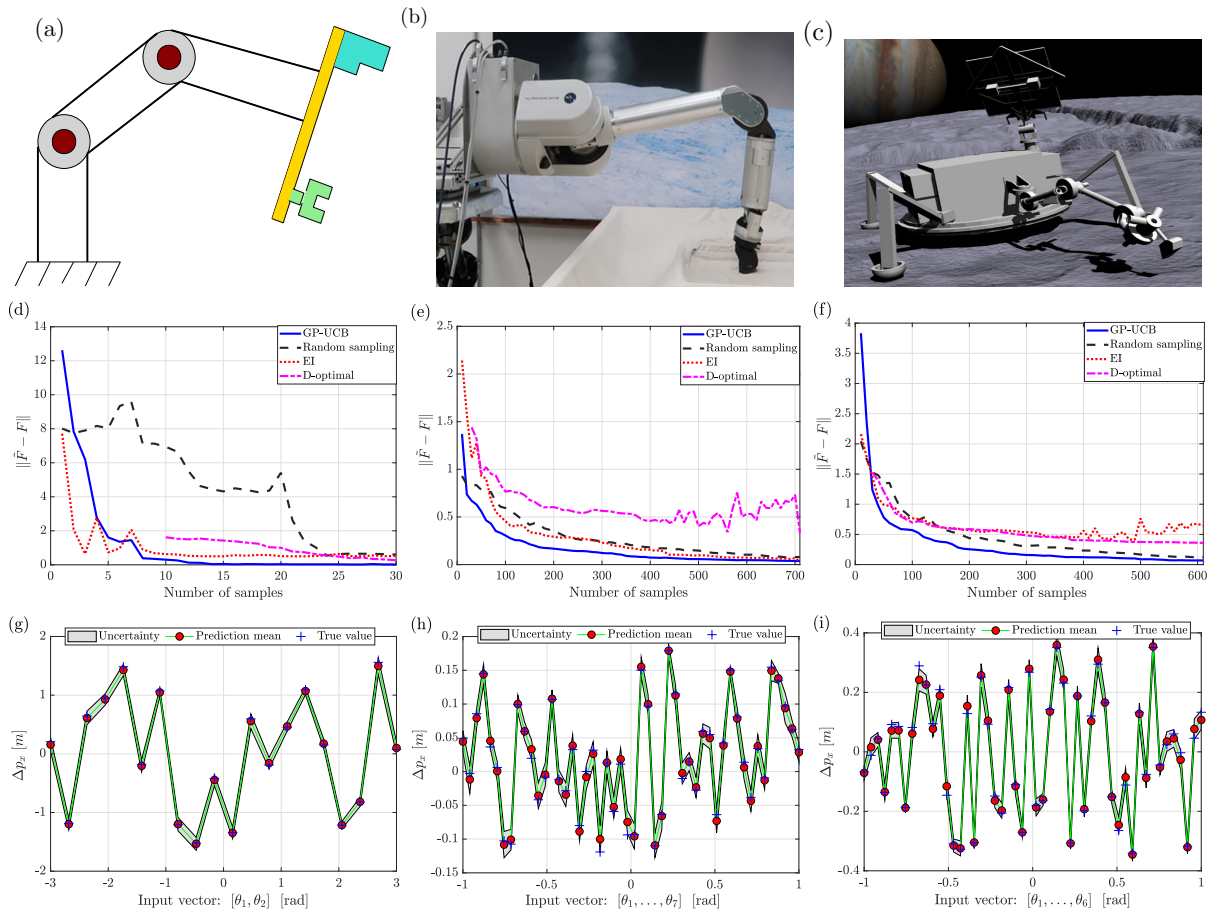 (a)
(b)
(c)
(d)
14
12
10
8
6
4
2
0
‖F̃ − F‖
GP-UCB
Random sampling
EI
D-optimal
0 5 10 15 20 25 30
Number of samples
(e)
2.5
2
1.5
1
0.5
0
‖F̃ − F‖
GP-UCB
Random sampling
EI
D-optimal
0 100 200 300 400 500 600 700
Number of samples
(f)
4
3.5
3
2.5
2
1.5
1
0.5
0
‖F̃ − F‖
GP-UCB
Random sampling
EI
D-optimal
0 100 200 300 400 500 600
Number of samples
(g)
Uncertainty Prediction mean True value
2
1
0
-1
-2
Δpₓ [m]
-3 -2 -1 0 1 2 3
Input vector: [θ₁, θ₂] [rad]
(h)
Uncertainty Prediction mean True value
0.2
0.15
0.1
0.05
0
-0.05
-0.1
-0.15
Δpₓ [m]
-1 -0.5 0 0.5 1
Input vector: [θ₁, . . . , θ₇] [rad]
(i)
Uncertainty Prediction mean True value
0.4
0.2
0
-0.2
-0.4
Δpₓ [m]
-1 -0.5 0 0.5 1
Input vector: [θ₁, . . . , θ₆] [rad]